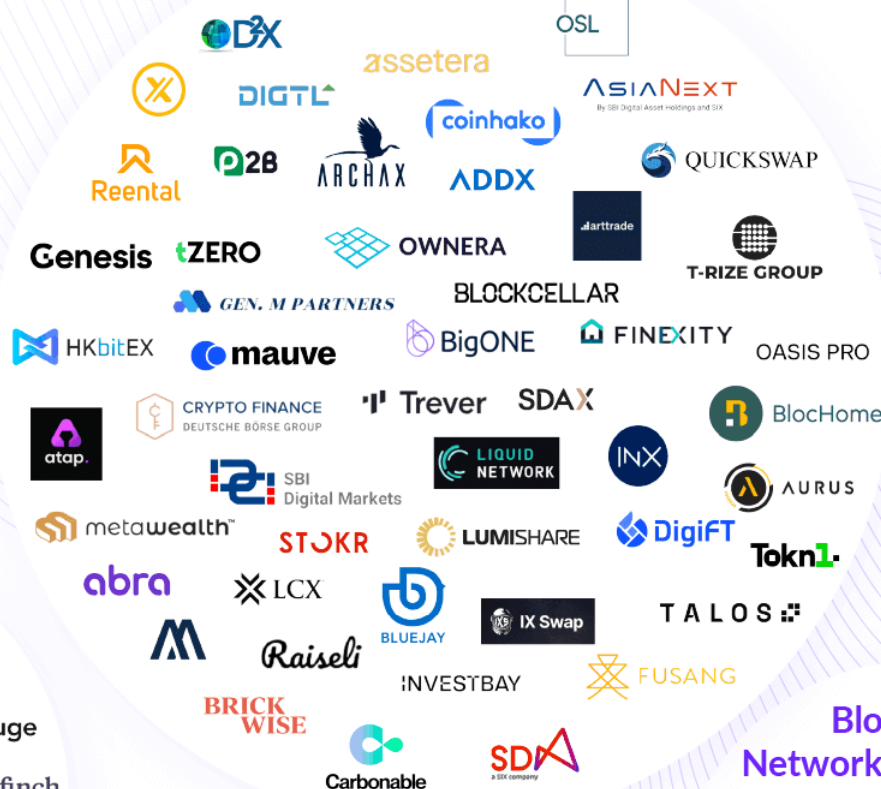 D2X
OSL
assetera
DIGTL
ASIANEXT
By SBI Digital Asset Holdings and SIX
coinhako
Reental
P2B
ARCHAX
ADDX
QUICKSWAP
arttrade
Genesis
tZERO
OWNERA
T-RIZE GROUP
GEN. M PARTNERS
BLOCKCELLAR
HKbitEX
mauve
BigONE
FINEXITY
OASIS PRO
CRYPTO FINANCE
DEUTSCHE BÖRSE GROUP
Trever
SDAX
BlocHome
atap.
SBI
Digital Markets
LIQUID
NETWORK
INX
AURUS
metawealth™
STOKR
LUMISHARE
DigiFT
Tokn1.
abra
LCX
BLUEJAY
IX Swap
TALOS
Raiseli
INVESTBAY
FUSANG
BRICK
WISE
uge
Blo
Network
SDX
a SIX company
finch
Carbonable